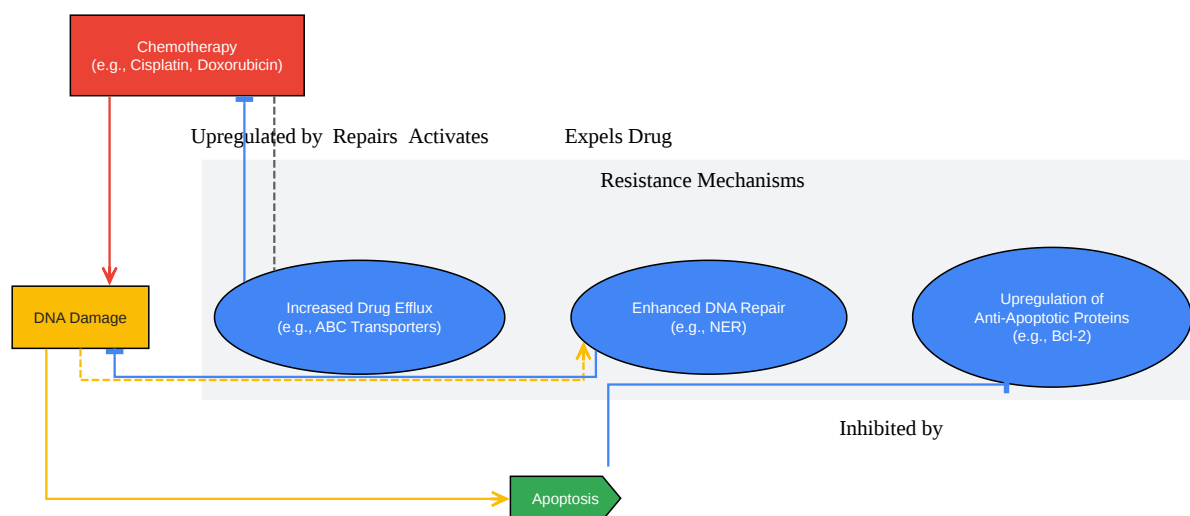 Chemotherapy
(e.g., Cisplatin, Doxorubicin)
Upregulated by Repairs Activates Expels Drug
Resistance Mechanisms
DNA Damage
Increased Drug Efflux
(e.g., ABC Transporters)
Enhanced DNA Repair
(e.g., NER)
Upregulation of
Anti-Apoptotic Proteins
(e.g., Bcl-2)
Inhibited by
Apoptosis